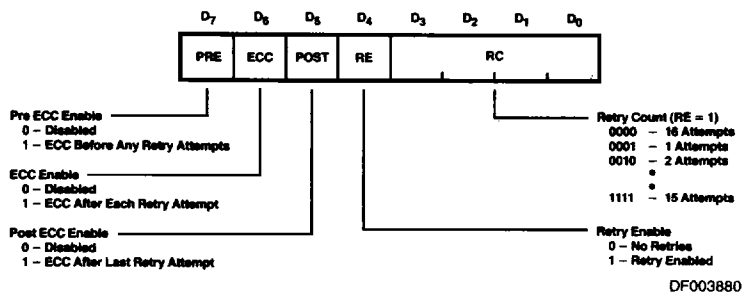 D7 D6 D5 D4 D3 D2 D1 D0
PRE ECC POST RE RC
Pre ECC Enable
0 – Disabled
1 – ECC Before Any Retry Attempts
ECC Enable
0 – Disabled
1 – ECC After Each Retry Attempt
Post ECC Enable
0 – Disabled
1 – ECC After Last Retry Attempt
Retry Count (RE = 1)
0000 – 16 Attempts
0001 – 1 Attempts
0010 – 2 Attempts
•
•
1111 – 15 Attempts
Retry Enable
0 – No Retries
1 – Retry Enabled
DF003880